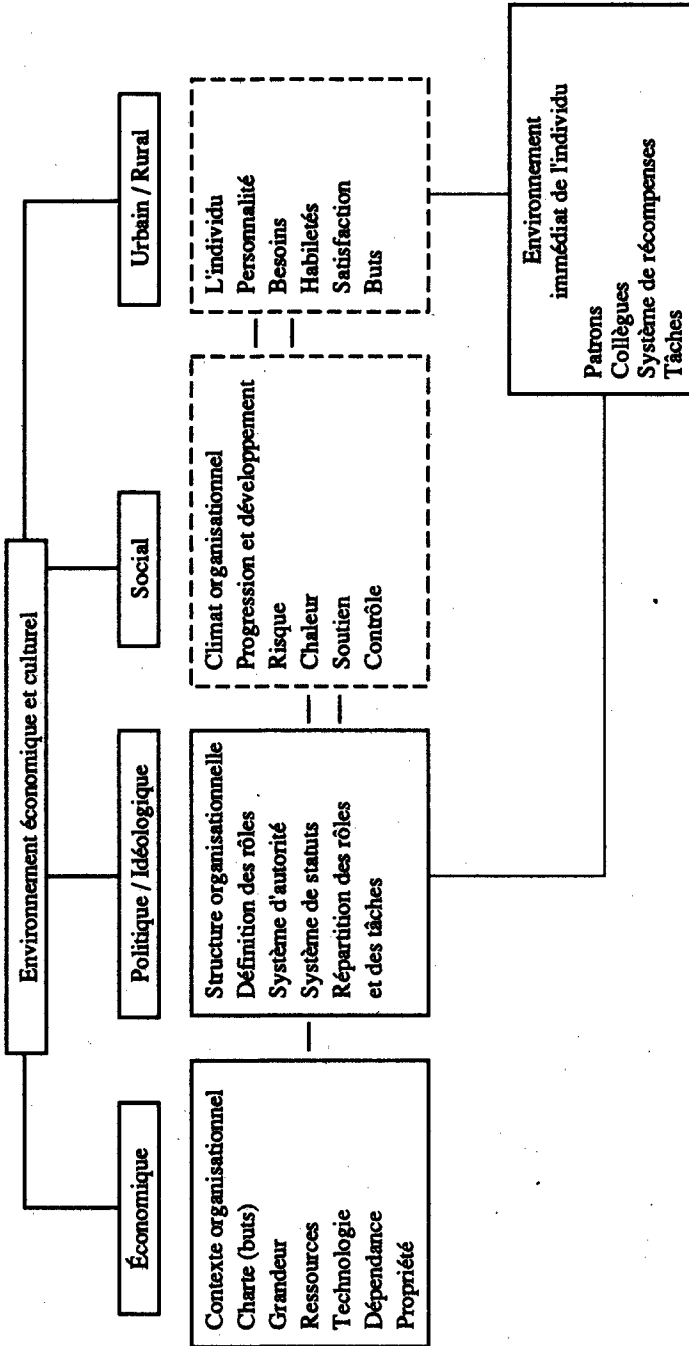 Environnement économique et culturel
Économique
Politique / Idéologique
Social
Urbain / Rural
Contexte organisationnel
Charte (buts)
Grandeur
Ressources
Technologie
Dépendance
Propriété
Structure organisationnelle
Définition des rôles
Système d'autorité
Système de statuts
Répartition des rôles
et des tâches
Climat organisationnel
Progression et développement
Risque
Chaleur
Soutien
Contrôle
L'individu
Personnalité
Besoins
Habiletés
Satisfaction
Buts
Environnement
immédiat de l'individu
Patrons
Collègues
Système de récompenses
Tâches